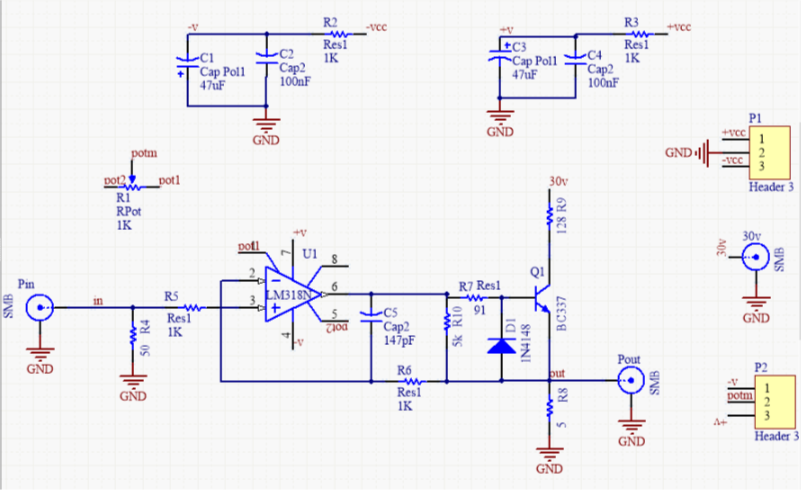 -v
R2
-vcc
Res1
1K
C1
Cap Pol1
47uF
C2
Cap2
100nF
GND
+v
R3
+vcc
Res1
1K
C3
Cap Pol1
47uF
C4
Cap2
100nF
GND
P1
+vcc
1
GND
2
-vcc
3
Header 3
potm
pot2
pot1
R1
RPot
1K
30v
R9
128
pot1
+v
7
U1
8
2
LM318N
6
3
5
pot2
4
-v
Pin
SMB
in
GND
R4
50
GND
R5
Res1
1K
C5
Cap2
147pF
R10
5k
R7 Res1
91
Q1
BC337
D1
1N4148
R6
Res1
1K
out
R8
5
GND
Pout
SMB
GND
30v
30v
SMB
GND
P2
-v
1
potm
2
3
Header 3